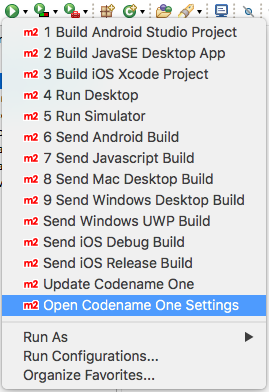 m2 1 Build Android Studio Project
m2 2 Build JavaSE Desktop App
m2 3 Build iOS Xcode Project
m2 4 Run Desktop
m2 5 Run Simulator
m2 6 Send Android Build
m2 7 Send Javascript Build
m2 8 Send Mac Desktop Build
m2 9 Send Windows Desktop Build
m2 Send Windows UWP Build
m2 Send iOS Debug Build
m2 Send iOS Release Build
m2 Update Codename One
m2 Open Codename One Settings
Run As
Run Configurations...
Organize Favorites...